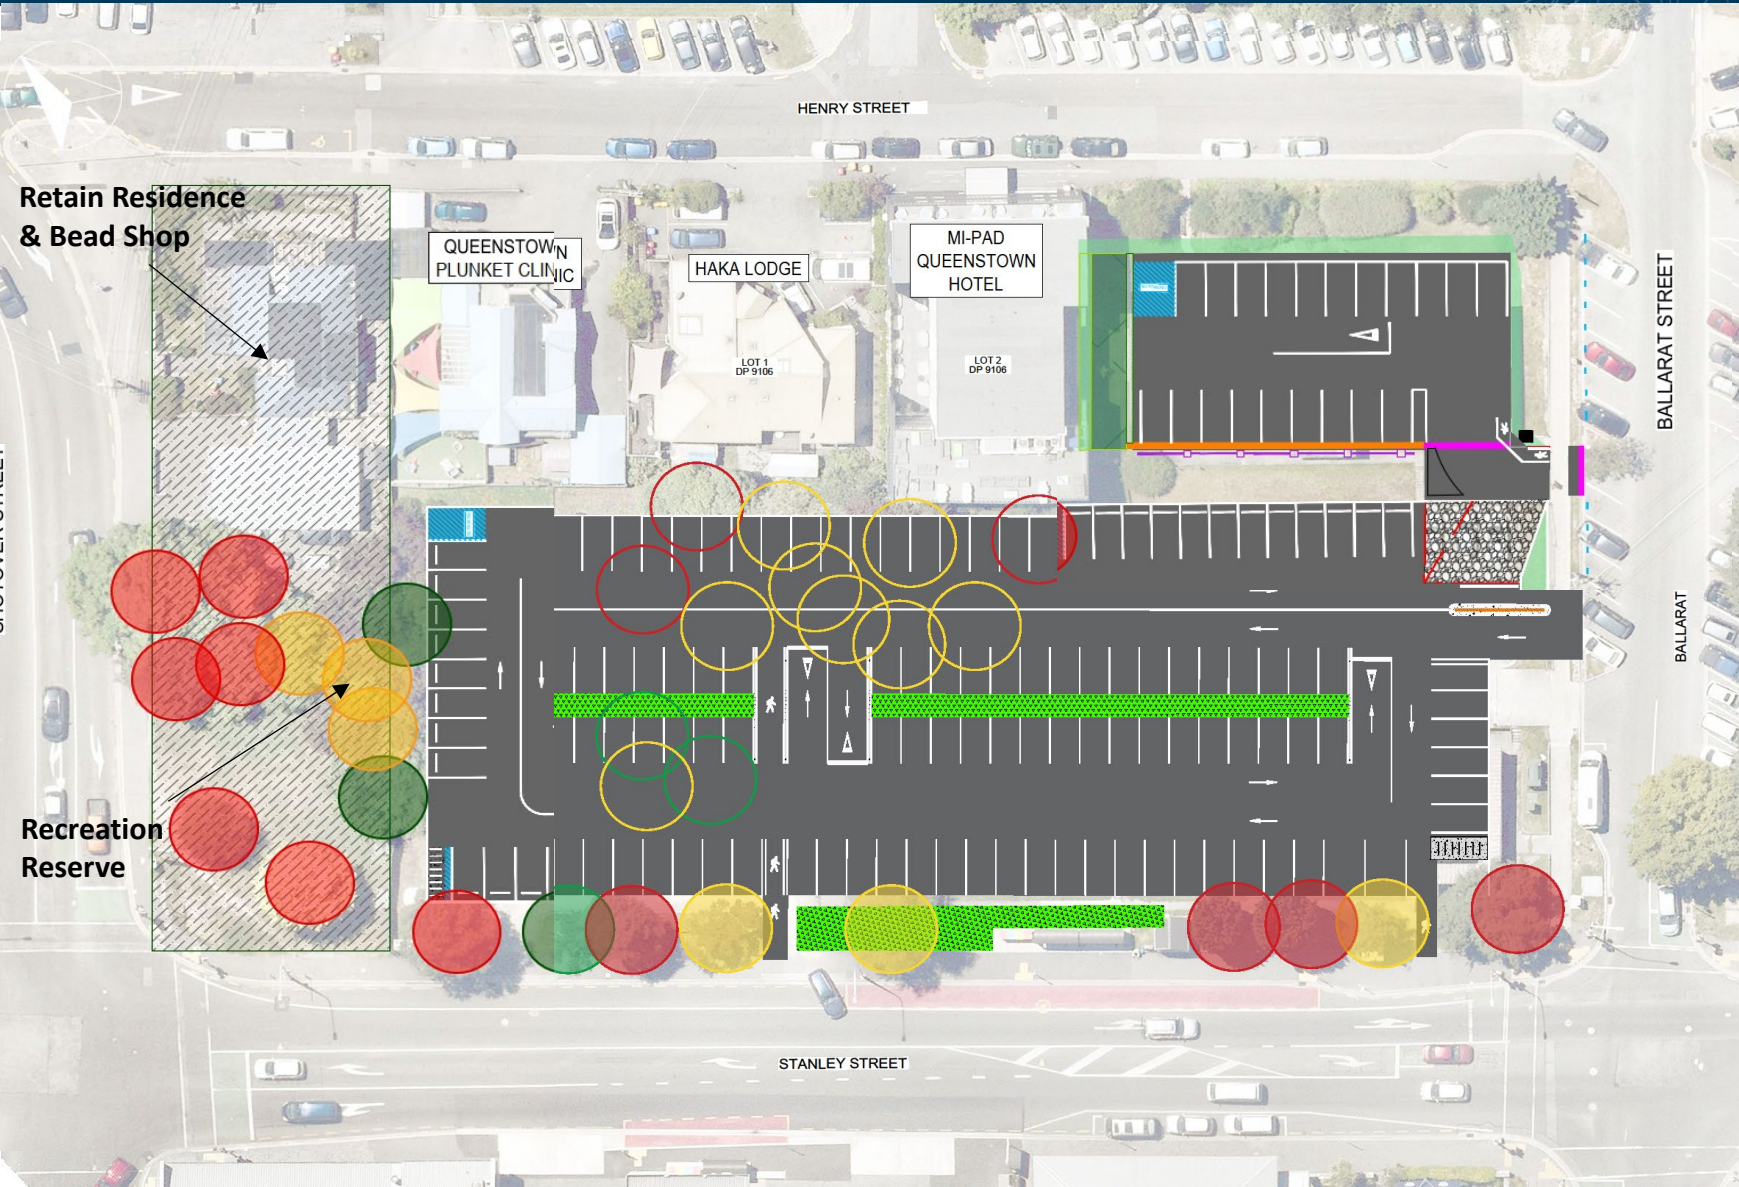 HENRY STREET
Retain Residence
& Bead Shop
QUEENSTOWN
PLUNKET CLINIC
HAKA LODGE
MI-PAD
QUEENSTOWN
HOTEL
LOT 1
DP 9106
LOT 2
DP 9106
BALLARAT STREET
BALLARAT
Recreation
Reserve
STANLEY STREET